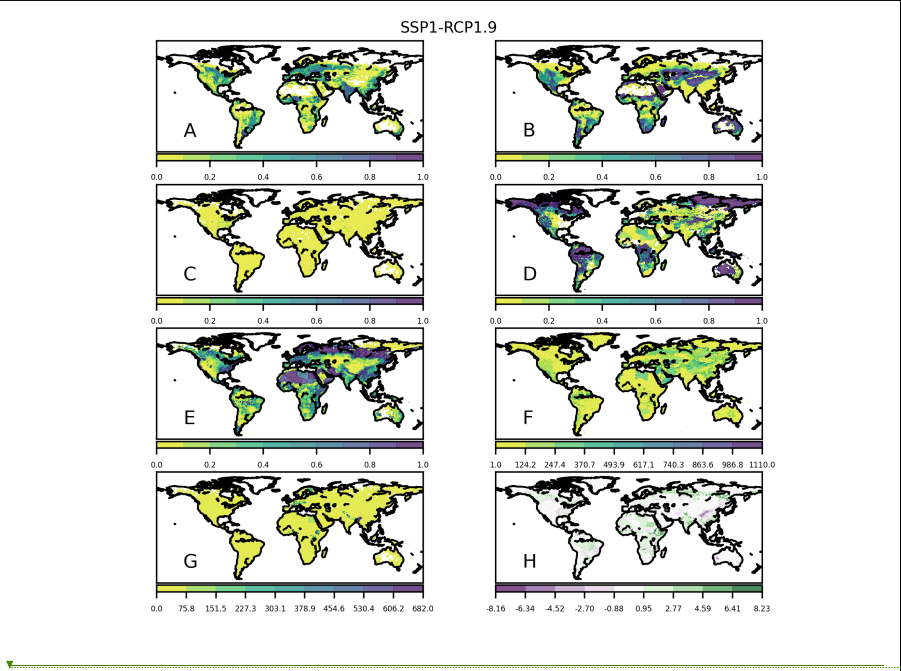 SSP1-RCP1.9
A
B
0.0 0.2 0.4 0.6 0.8 1.0
0.0 0.2 0.4 0.6 0.8 1.0
C
D
0.0 0.2 0.4 0.6 0.8 1.0
0.0 0.2 0.4 0.6 0.8 1.0
E
F
0.0 0.2 0.4 0.6 0.8 1.0
1.0 124.2 247.4 370.7 493.9 617.1 740.3 863.6 986.8 1110.0
G
H
0.0 75.8 151.5 227.3 303.1 378.9 454.6 530.4 606.2 682.0
-8.16 -6.34 -4.52 -2.70 -0.88 0.95 2.77 4.59 6.41 8.23